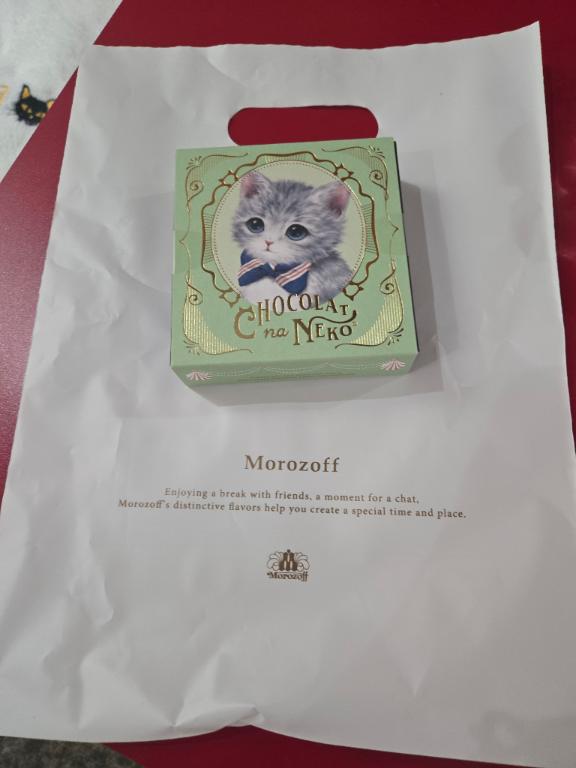 CHOCOLAT
na NEKO
Morozoff
Enjoying a break with friends, a moment for a chat,
Morozoff's distinctive flavors help you create a special time and place.
Morozoff